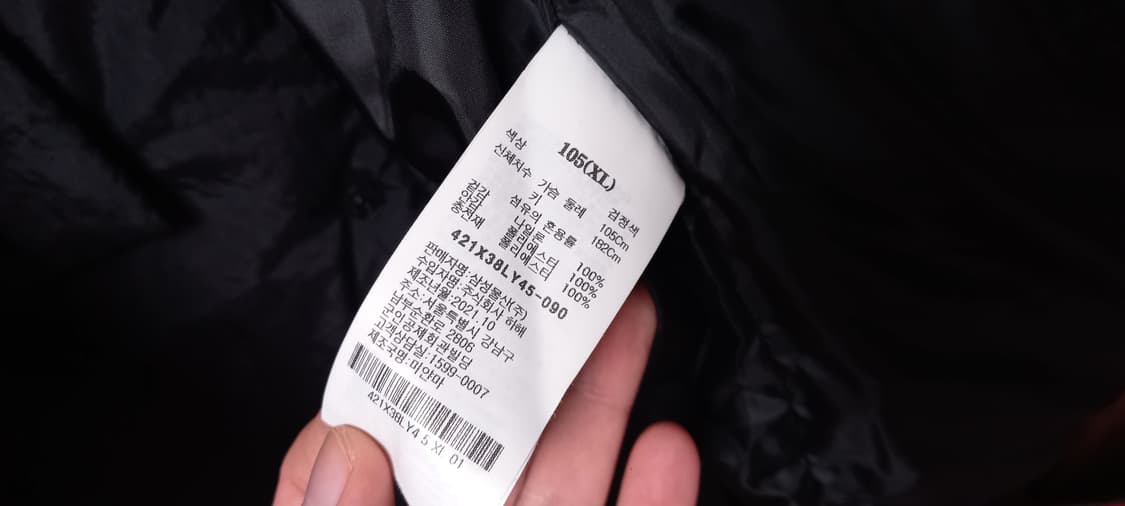 105(XL)
색상 검정색
신체치수 가슴 둘레 105Cm
키 182Cm
섬유의 혼용률
겉감 나일론 100%
안감 폴리에스터 100%
충전재 폴리에스터 100%
421X38LY45-090
판매자명:삼성물산(주)
수입자명:주식회사 하해
제조년월:2021.10
주소:서울특별시 강남구
남부순환로 2806
군인공제회관빌딩
고객상담실:1599-0007
제조국명:미얀마
421X38LY4 5 XL 01